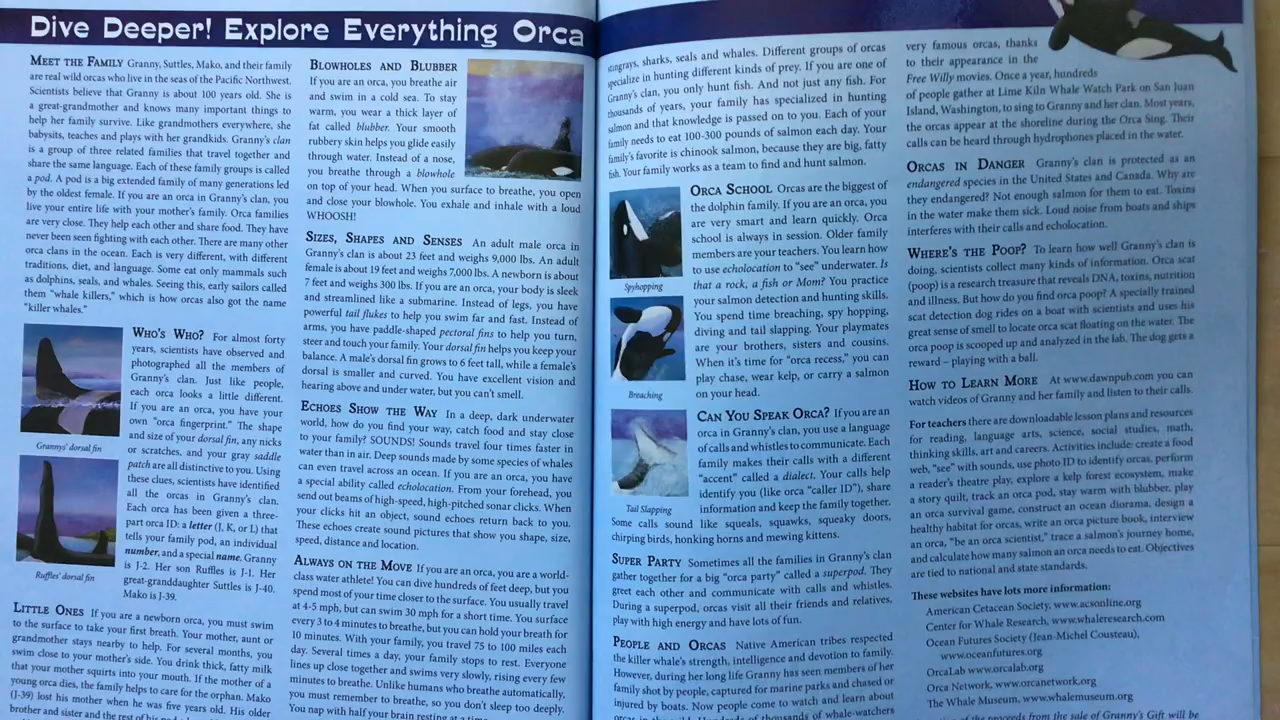 Dive Deeper! Explore Everything Orca
MEET THE FAMILY Granny, Suttles, Mako, and their family
are real wild orcas who live in the seas of the Pacific Northwest.
Scientists believe that Granny is about 100 years old. She is
a great-grandmother and knows many important things to
help her family survive. Like grandmothers everywhere, she
babysits, teaches and plays with her grandkids. Granny's clan
is a group of three related families that travel together and
share the same language. Each of these family groups is called
a pod. A pod is a big extended family of many generations led
by the oldest female. If you are an orca in Granny's clan, you
live your entire life with your mother's family. Orca families
are very close. They help each other and share food. They have
never been seen fighting with each other. There are many other
orca clans in the ocean. Each is very different, with different
traditions, diet, and language. Some eat only mammals such
as dolphins, seals, and whales. Seeing this, early sailors called
them "whale killers," which is how orcas also got the name
"killer whales."
Grannys' dorsal fin
Ruffles' dorsal fin
WHO'S WHO? For almost forty
years, scientists have observed and
photographed all the members of
Granny's clan. Just like people,
each orca looks a little different.
If you are an orca, you have your
own "orca fingerprint." The shape
and size of your dorsal fin, any nicks
or scratches, and your gray saddle
patch are all distinctive to you. Using
these clues, scientists have identified
all the orcas in Granny's clan.
Each orca has been given a three-
part orca ID: a letter (J, K, or L) that
tells your family pod, an individual
number, and a special name. Granny
is J-2. Her son Ruffles is J-1. Her
great-granddaughter Suttles is J-40.
Mako is J-39.
LITTLE ONES If you are a newborn orca, you must swim
to the surface to take your first breath. Your mother, aunt or
grandmother stays nearby to help. For several months, you
swim close to your mother's side. You drink thick, fatty milk
that your mother squirts into your mouth. If the mother of a
young orca dies, the family helps to care for the orphan. Mako
(J-39) lost his mother when he was five years old. His older
brother and sister and the rest of his
BLOWHOLES AND BLUBBER
If you are an orca, you breathe air
and swim in a cold sea. To stay
warm, you wear a thick layer of
fat called blubber. Your smooth
rubbery skin helps you glide easily
through water. Instead of a nose,
you breathe through a blowhole
on top of your head. When you surface to breathe, you open
and close your blowhole. You exhale and inhale with a loud
WHOOSH!
SIZES, SHAPES AND SENSES An adult male orca in
Granny's clan is about 23 feet and weighs 9,000 lbs. An adult
female is about 19 feet and weighs 7,000 lbs. A newborn is about
7 feet and weighs 300 lbs. If you are an orca, your body is sleek
and streamlined like a submarine. Instead of legs, you have
powerful tail flukes to help you swim far and fast. Instead of
arms, you have paddle-shaped pectoral fins to help you turn,
steer and touch your family. Your dorsal fin helps you keep your
balance. A male's dorsal fin grows to 6 feet tall, while a female's
dorsal is smaller and curved. You have excellent vision and
hearing above and under water, but you can't smell.
ECHOES SHOW THE WAY In a deep, dark underwater
world, how do you find your way, catch food and stay close
to your family? SOUNDS! Sounds travel four times faster in
water than in air. Deep sounds made by some species of whales
can even travel across an ocean. If you are an orca, you have
a special ability called echolocation. From your forehead, you
send out beams of high-speed, high-pitched sonar clicks. When
your clicks hit an object, sound echoes return back to you.
These echoes create sound pictures that show you shape, size,
speed, distance and location.
ALWAYS ON THE MOVE If you are an orca, you are a world-
class water athlete! You can dive hundreds of feet deep, but you
spend most of your time closer to the surface. You usually travel
at 4-5 mph, but can swim 30 mph for a short time. You surface
every 3 to 4 minutes to breathe, but you can hold your breath for
10 minutes. With your family, you travel 75 to 100 miles each
day. Several times a day, your family stops to rest. Everyone
lines up close together and swims very slowly, rising every few
minutes to breathe. Unlike humans who breathe automatically,
you must remember to breathe, so you don't sleep too deeply.
You nap with half your brain resting at a time
stingrays, sharks, seals and whales. Different groups of orcas
specialize in hunting different kinds of prey. If you are one of
Granny's clan, you only hunt fish. And not just any fish. For
thousands of years, your family has specialized in hunting
salmon and that knowledge is passed on to you. Each of your
family needs to eat 100-300 pounds of salmon each day. Your
family's favorite is chinook salmon, because they are big, fatty
fish. Your family works as a team to find and hunt salmon.
Spyhopping
Breaching
Tail Slapping
ORCA SCHOOL Orcas are the biggest of
the dolphin family. If you are an orca, you
are very smart and learn quickly. Orca
school is always in session. Older family
members are your teachers. You learn how
to use echolocation to "see" underwater. Is
that a rock, a fish or Mom? You practice
your salmon detection and hunting skills.
You spend time breaching, spy hopping,
diving and tail slapping. Your playmates
are your brothers, sisters and cousins.
When it's time for "orca recess," you can
play chase, wear kelp, or carry a salmon
on your head.
CAN YOU SPEAK ORCA? If you are an
orca in Granny's clan, you use a language
of calls and whistles to communicate. Each
family makes their calls with a different
"accent" called a dialect. Your calls help
identify you (like orca "caller ID"), share
information and keep the family together.
Some calls sound like squeals, squawks, squeaky doors,
chirping birds, honking horns and mewing kittens.
SUPER PARTY Sometimes all the families in Granny's clan
gather together for a big "orca party" called a superpod. They
greet each other and communicate with calls and whistles.
During a superpod, orcas visit all their friends and relatives,
play with high energy and have lots of fun.
PEOPLE AND ORCAS Native American tribes respected
the killer whale's strength, intelligence and devotion to family.
However, during her long life Granny has seen members of her
family shot by people, captured for marine parks and chased or
injured by boats. Now people come to watch and learn about
orcas in the wild. Hundreds of thousands of whale-watchers
very famous orcas, thanks
to their appearance in the
Free Willy movies. Once a year, hundreds
of people gather at Lime Kiln Whale Watch Park on San Juan
Island, Washington, to sing to Granny and her clan. Most years,
the orcas appear at the shoreline during the Orca Sing. Their
calls can be heard through hydrophones placed in the water.
ORCAS IN DANGER Granny's clan is protected as an
endangered species in the United States and Canada. Why are
they endangered? Not enough salmon for them to eat. Toxins
in the water make them sick. Loud noise from boats and ships
interferes with their calls and echolocation.
WHERE'S THE POOP? To learn how well Granny's clan is
doing, scientists collect many kinds of information. Orca scat
(poop) is a research treasure that reveals DNA, toxins, nutrition
and illness. But how do you find orca poop? A specially trained
scat detection dog rides on a boat with scientists and uses his
great sense of smell to locate orca scat floating on the water. The
orca poop is scooped up and analyzed in the lab. The dog gets a
reward – playing with a ball.
HOW TO LEARN MORE At www.dawnpub.com you can
watch videos of Granny and her family and listen to their calls.
For teachers there are downloadable lesson plans and resources
for reading, language arts, science, social studies, math,
thinking skills, art and careers. Activities include: create a food
web, "see" with sounds, use photo ID to identify orcas, perform
a reader's theatre play, explore a kelp forest ecosystem, make
a story quilt, track an orca pod, stay warm with blubber, play
an orca survival game, construct an ocean diorama, design a
healthy habitat for orcas, write an orca picture book, interview
an orca, "be an orca scientist," trace a salmon's journey home,
and calculate how many salmon an orca needs to eat. Objectives
are tied to national and state standards.
These websites have lots more information:
American Cetacean Society, www.acsonline.org
Center for Whale Research, www.whaleresearch.com
Ocean Futures Society (Jean-Michel Cousteau),
www.oceanfutures.org
OrcaLab www.orcalab.org
Orca Network, www.orcanetwork.org
The Whale Museum, www.whalemuseum.org
of the proceeds from the sale of Granny's Gift will be